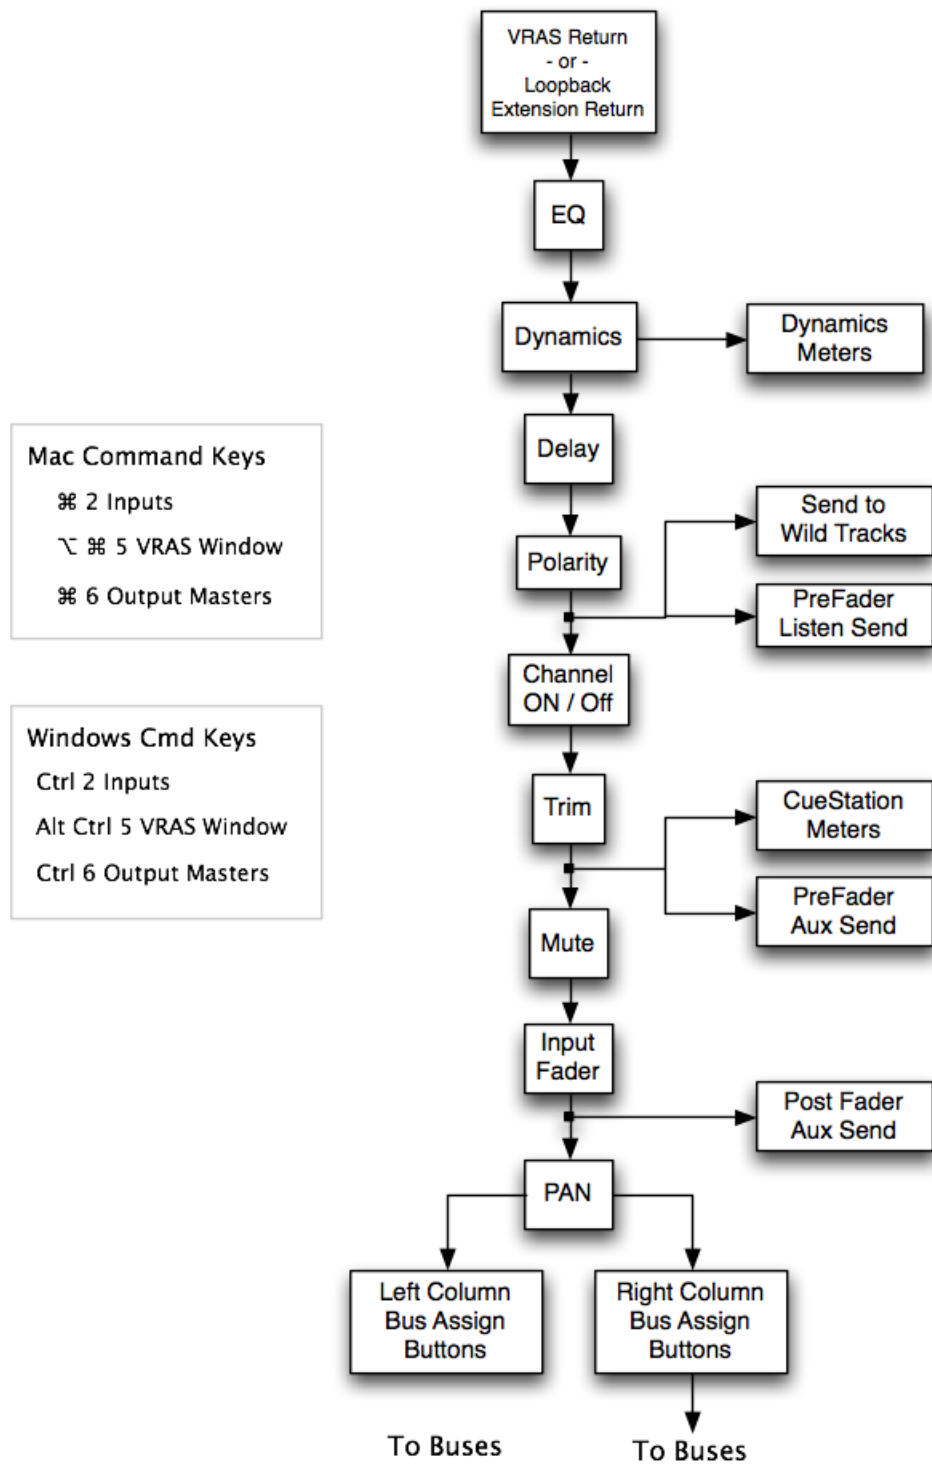 VRAS Return
- or -
Loopback
Extension Return
EQ
Dynamics
Dynamics
Meters
Delay
Mac Command Keys
⌘ 2 Inputs
⌥ ⌘ 5 VRAS Window
⌘ 6 Output Masters
Send to
Wild Tracks
Polarity
PreFader
Listen Send
Channel
ON / Off
Windows Cmd Keys
Ctrl 2 Inputs
Alt Ctrl 5 VRAS Window
Ctrl 6 Output Masters
Trim
CueStation
Meters
PreFader
Aux Send
Mute
Input
Fader
Post Fader
Aux Send
PAN
Left Column
Bus Assign
Buttons
Right Column
Bus Assign
Buttons
To Buses
To Buses